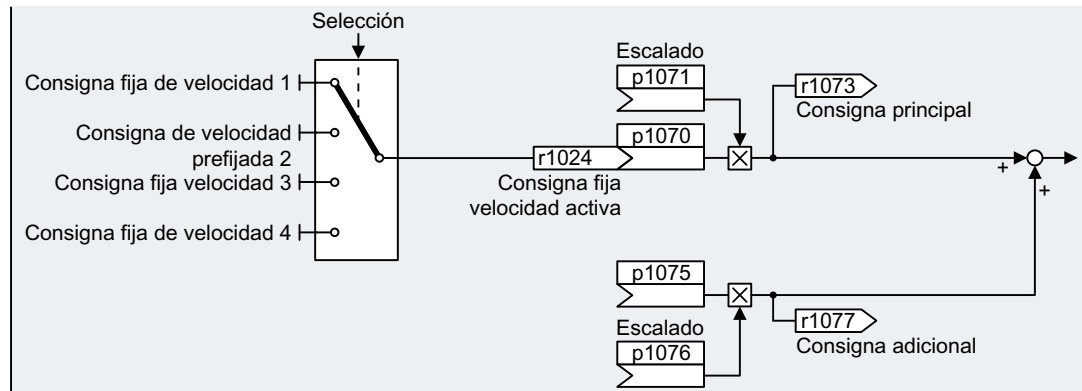 Selección
Consigna fija de velocidad 1
Consigna de velocidad
prefijada 2
Consigna fija velocidad 3
Consigna fija de velocidad 4
r1024
Consigna fija
velocidad activa
Escalado
p1071
p1070
r1073
Consigna principal
+
+
p1075
Escalado
p1076
r1077
Consigna adicional